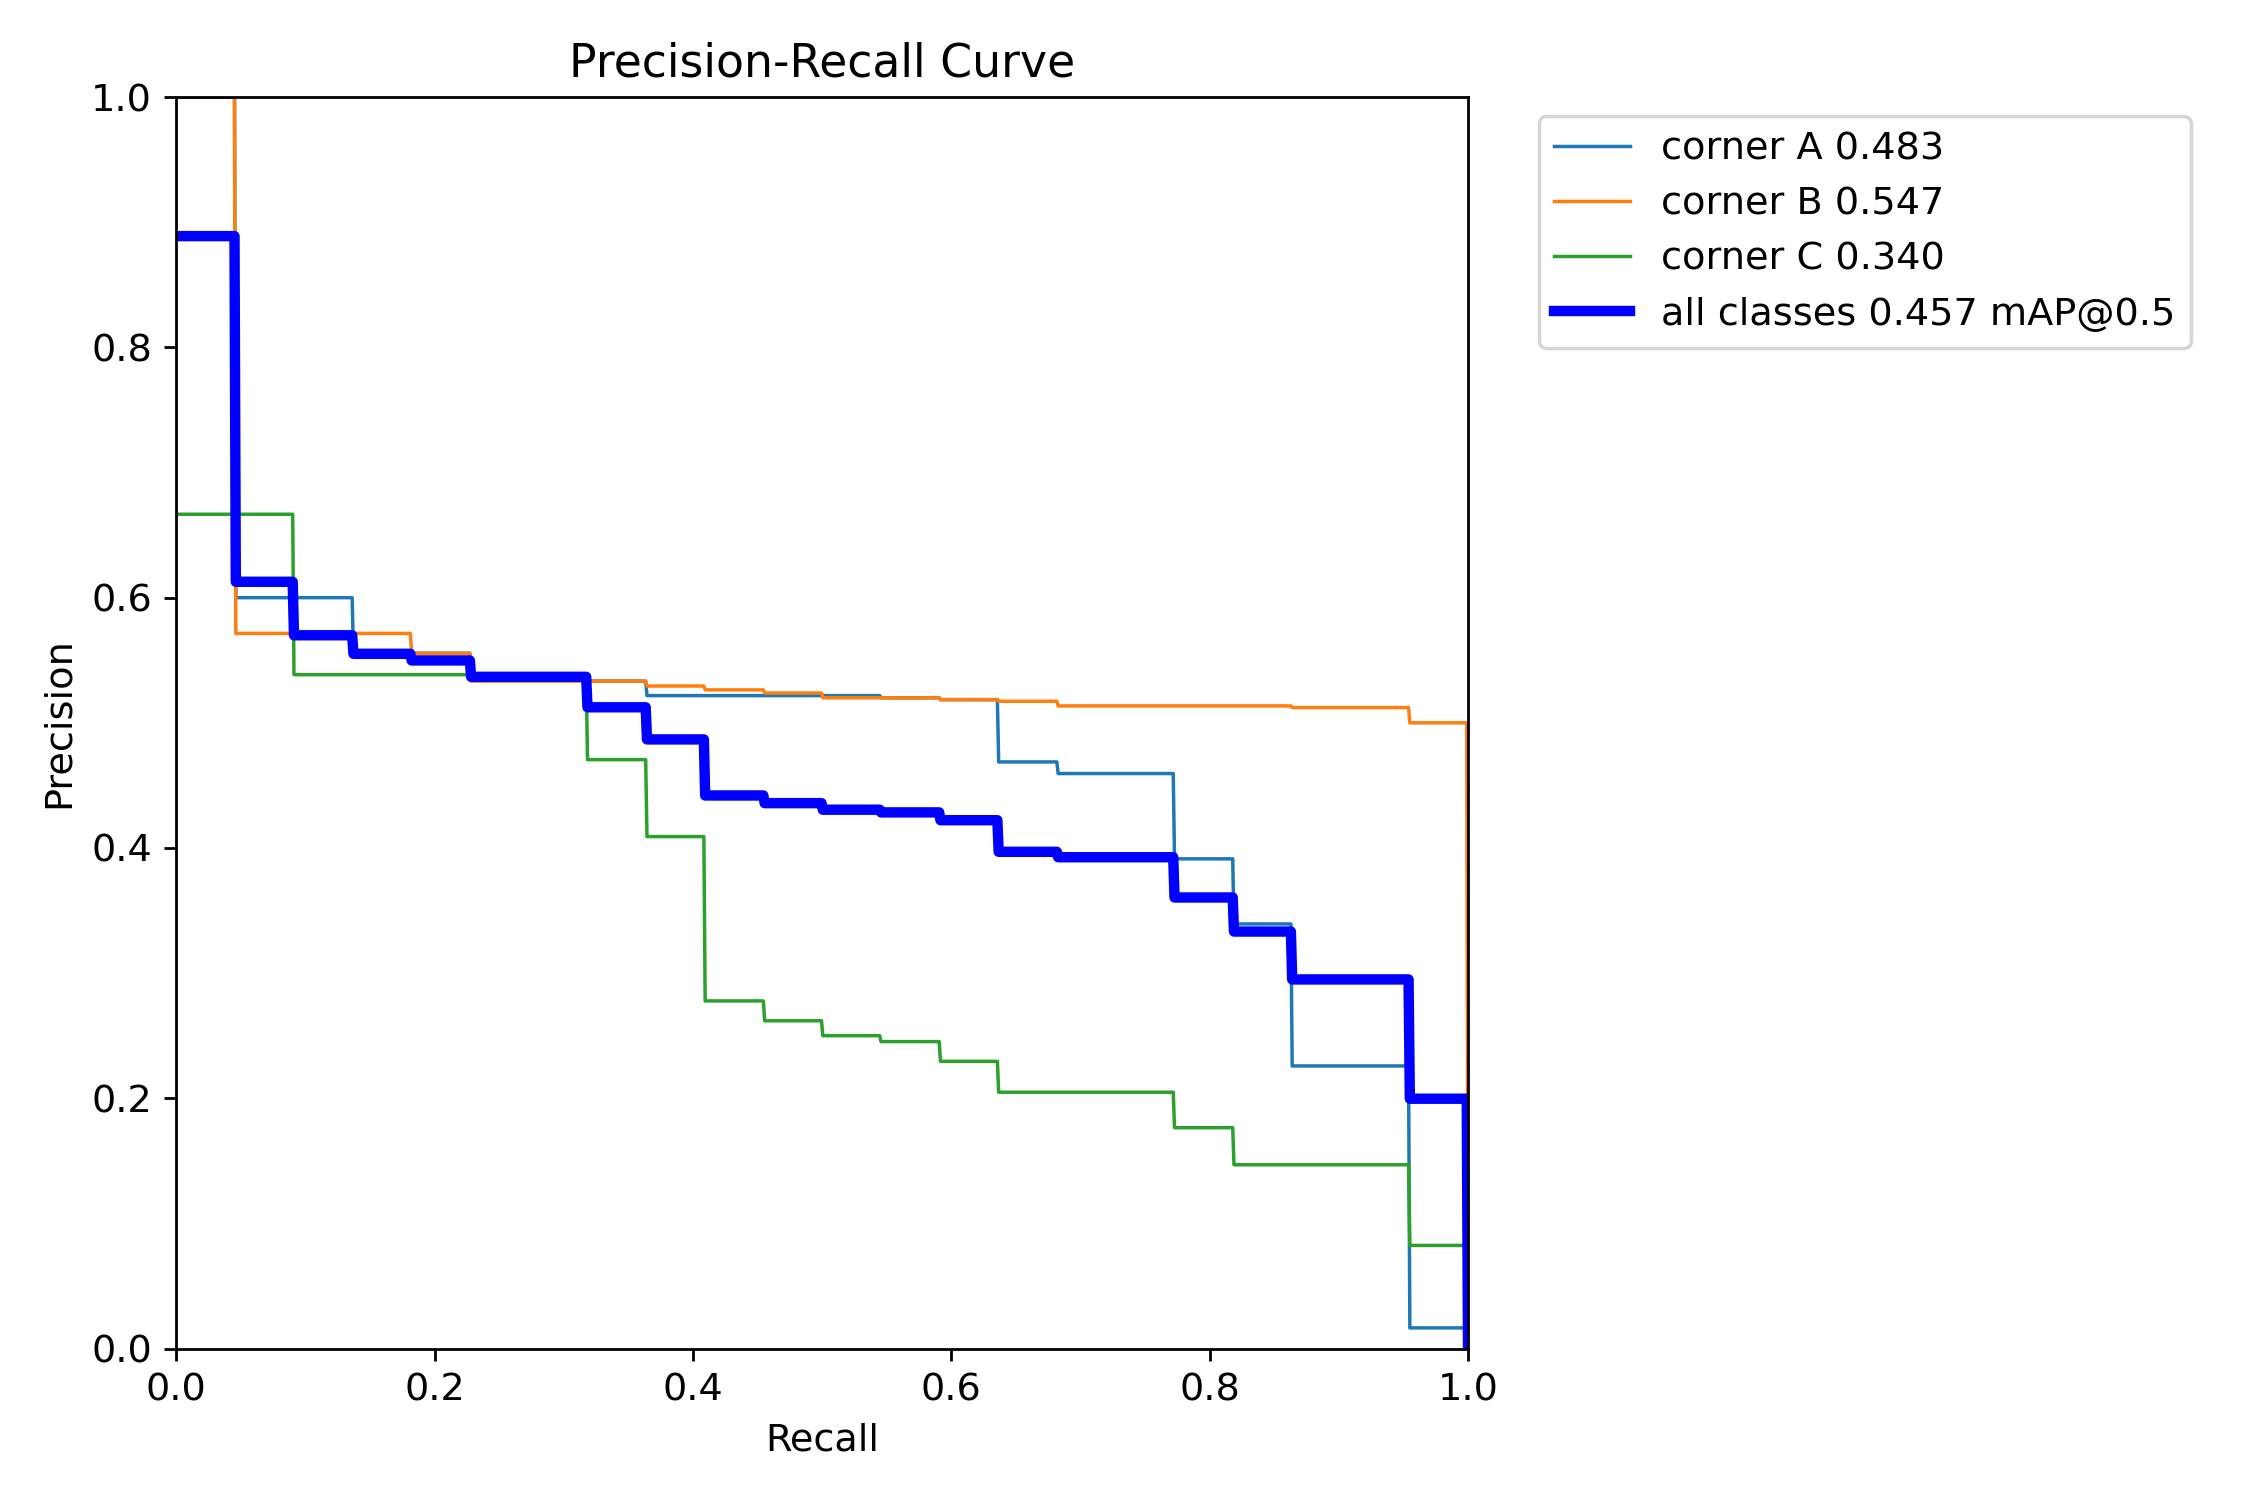 Precision-Recall Curve
1.0
0.8
0.6
0.4
0.2
0.0
Precision
0.0 0.2 0.4 0.6 0.8 1.0
Recall
corner A 0.483
corner B 0.547
corner C 0.340
all classes 0.457 mAP@0.5